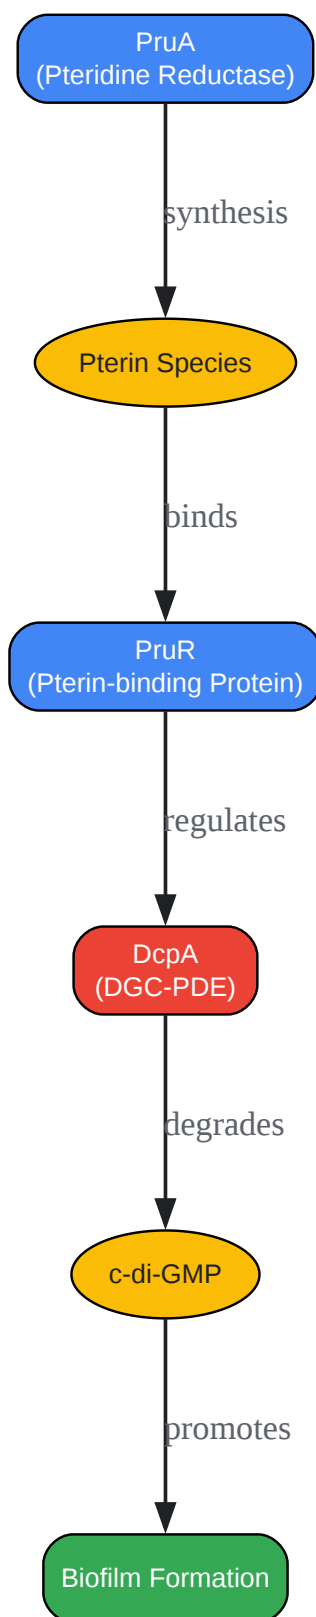 PruA
(Pteridine Reductase)
synthesis
Pterin Species
binds
PruR
(Pterin-binding Protein)
regulates
DcpA
(DGC-PDE)
degrades
c-di-GMP
promotes
Biofilm Formation